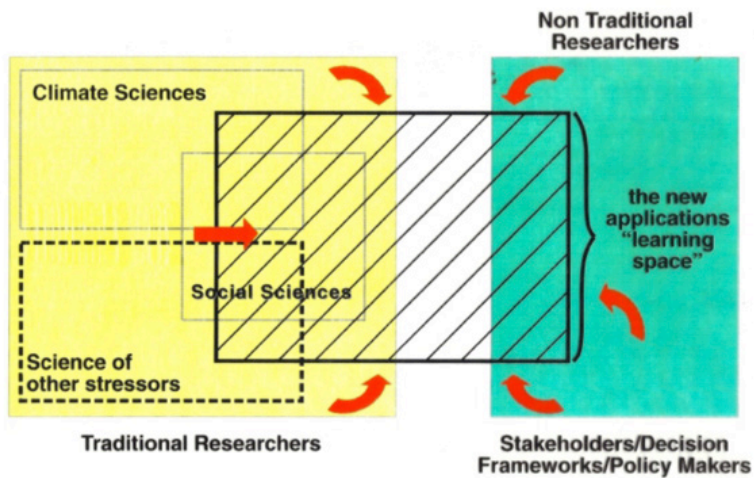 Non Traditional
Researchers
Climate Sciences
the new
applications
“learning
space”
Social Sciences
Science of
other stressors
Traditional Researchers
Stakeholders/Decision
Frameworks/Policy Makers